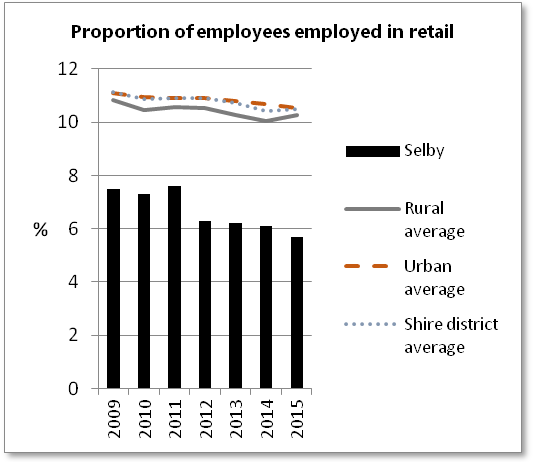 Proportion of employees employed in retail
12
10
8
6
4
2
0
%
2009
2010
2011
2012
2013
2014
2015
Selby
Rural
average
Urban
average
Shire district
average